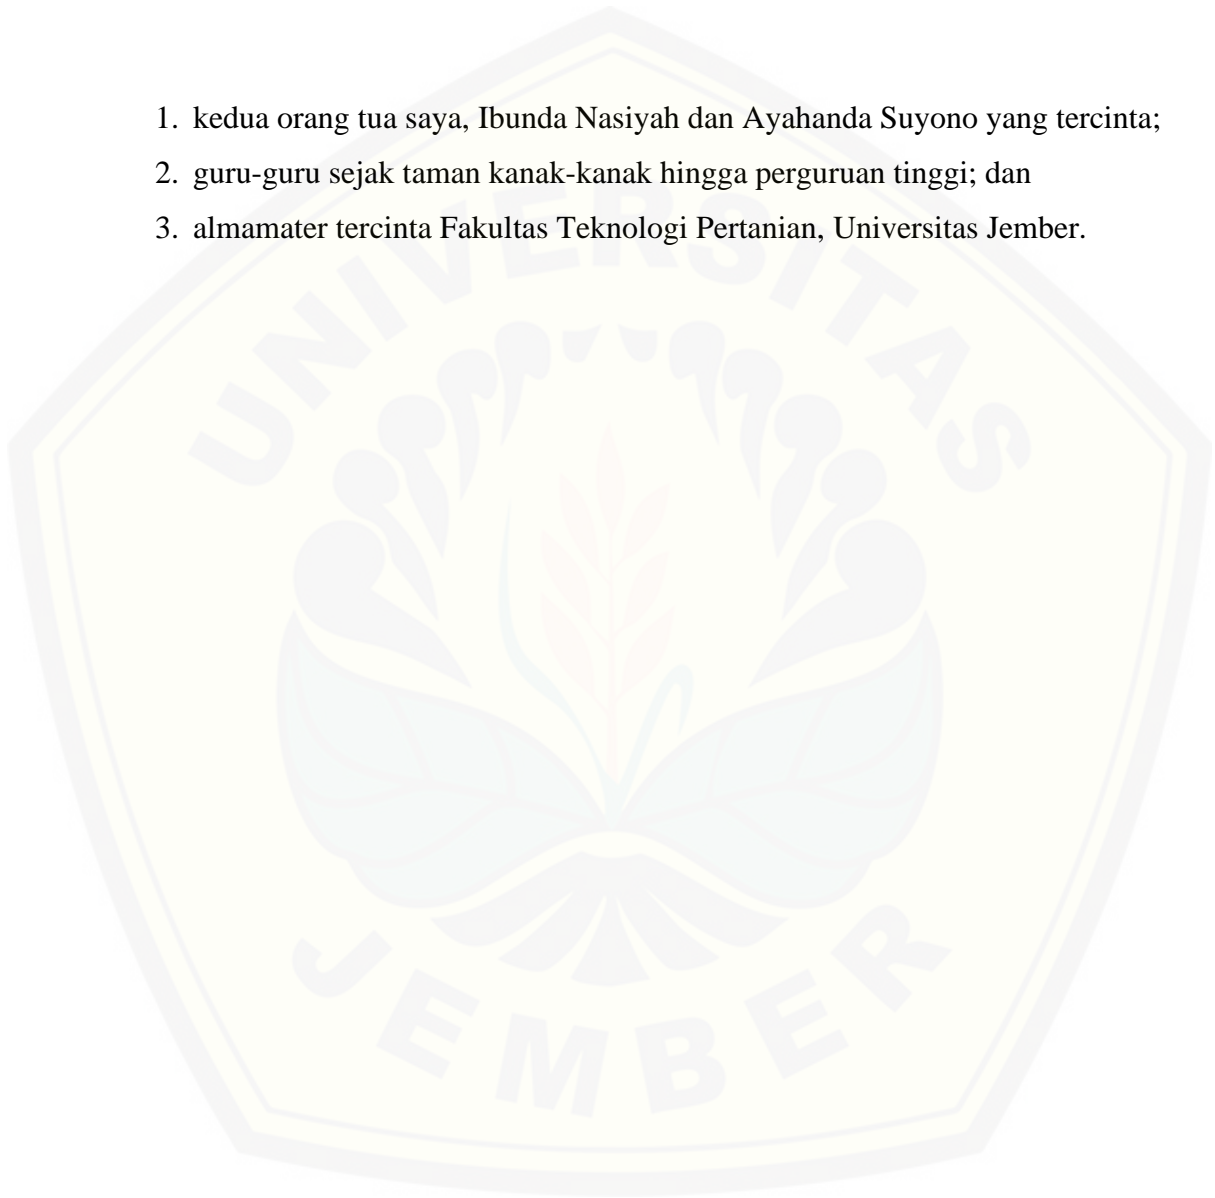 1. kedua orang tua saya, Ibunda Nasiyah dan Ayahanda Suyono yang tercinta;
2. guru-guru sejak taman kanak-kanak hingga perguruan tinggi; dan
3. almamater tercinta Fakultas Teknologi Pertanian, Universitas Jember.
UNIVERSITAS
JEMBER